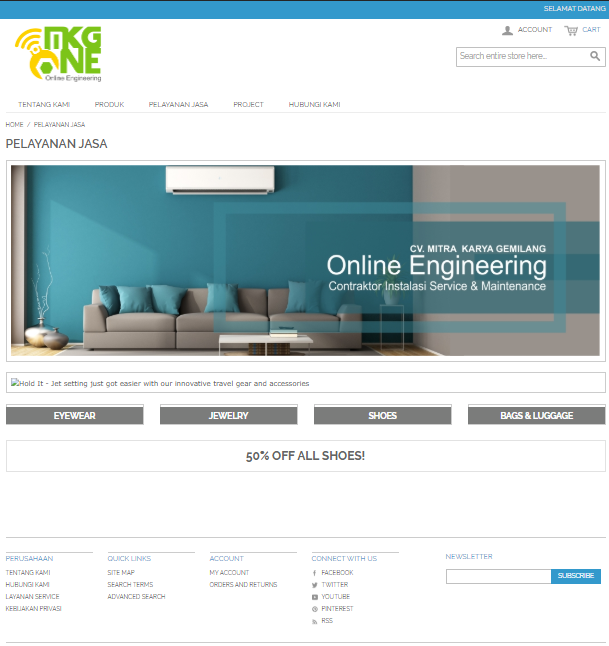 SELAMAT DATANG
ACCOUNT CART
MKG
ONE
Online Engineering
Search entire store here...
TENTANG KAMI PRODUK PELAYANAN JASA PROJECT HUBUNGI KAMI
HOME / PELAYANAN JASA
PELAYANAN JASA
CV. MITRA KARYA GEMILANG
Online Engineering
Contraktor Instalasi Service & Maintenance
Hold It - Jet setting just got easier with our innovative travel gear and accessories
EYEWEAR JEWELRY SHOES BAGS & LUGGAGE
50% OFF ALL SHOES!
PERUSAHAAN
TENTANG KAMI
HUBUNGI KAMI
LAYANAN SERVICE
KEBIJAKAN PRIVASI
QUICK LINKS
SITE MAP
SEARCH TERMS
ADVANCED SEARCH
ACCOUNT
MY ACCOUNT
ORDERS AND RETURNS
CONNECT WITH US
FACEBOOK
TWITTER
YOUTUBE
PINTEREST
RSS
NEWSLETTER
SUBSCRIBE